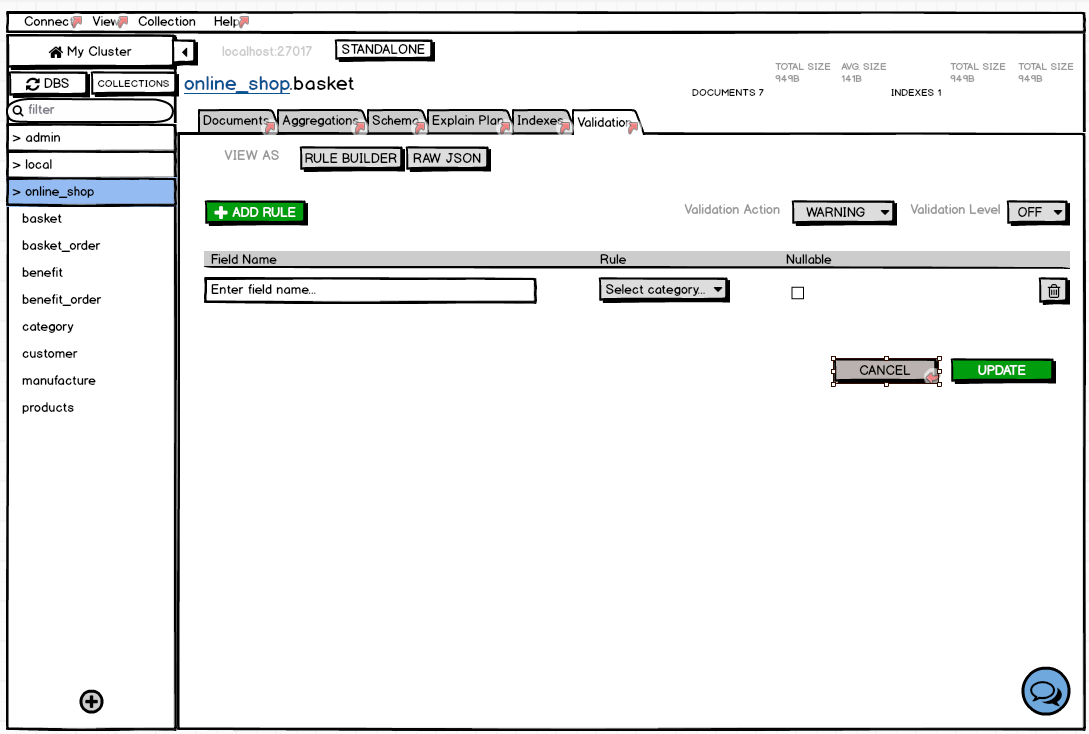 Connect View Collection Help
My Cluster
localhost:27017 STANDALONE
DBS COLLECTIONS
online_shop.basket
TOTAL SIZE AVG. SIZE TOTAL SIZE TOTAL SIZE
949B 141B 949B 949B
DOCUMENTS 7 INDEXES 1
filter
Documents Aggregations Schema Explain Plan Indexes Validation
> admin
> local
> online_shop
basket
basket_order
benefit
benefit_order
category
customer
manufacture
products
VIEW AS RULE BUILDER RAW JSON
ADD RULE Validation Action WARNING Validation Level OFF
Field Name Rule Nullable
Enter field name... Select category...
CANCEL UPDATE